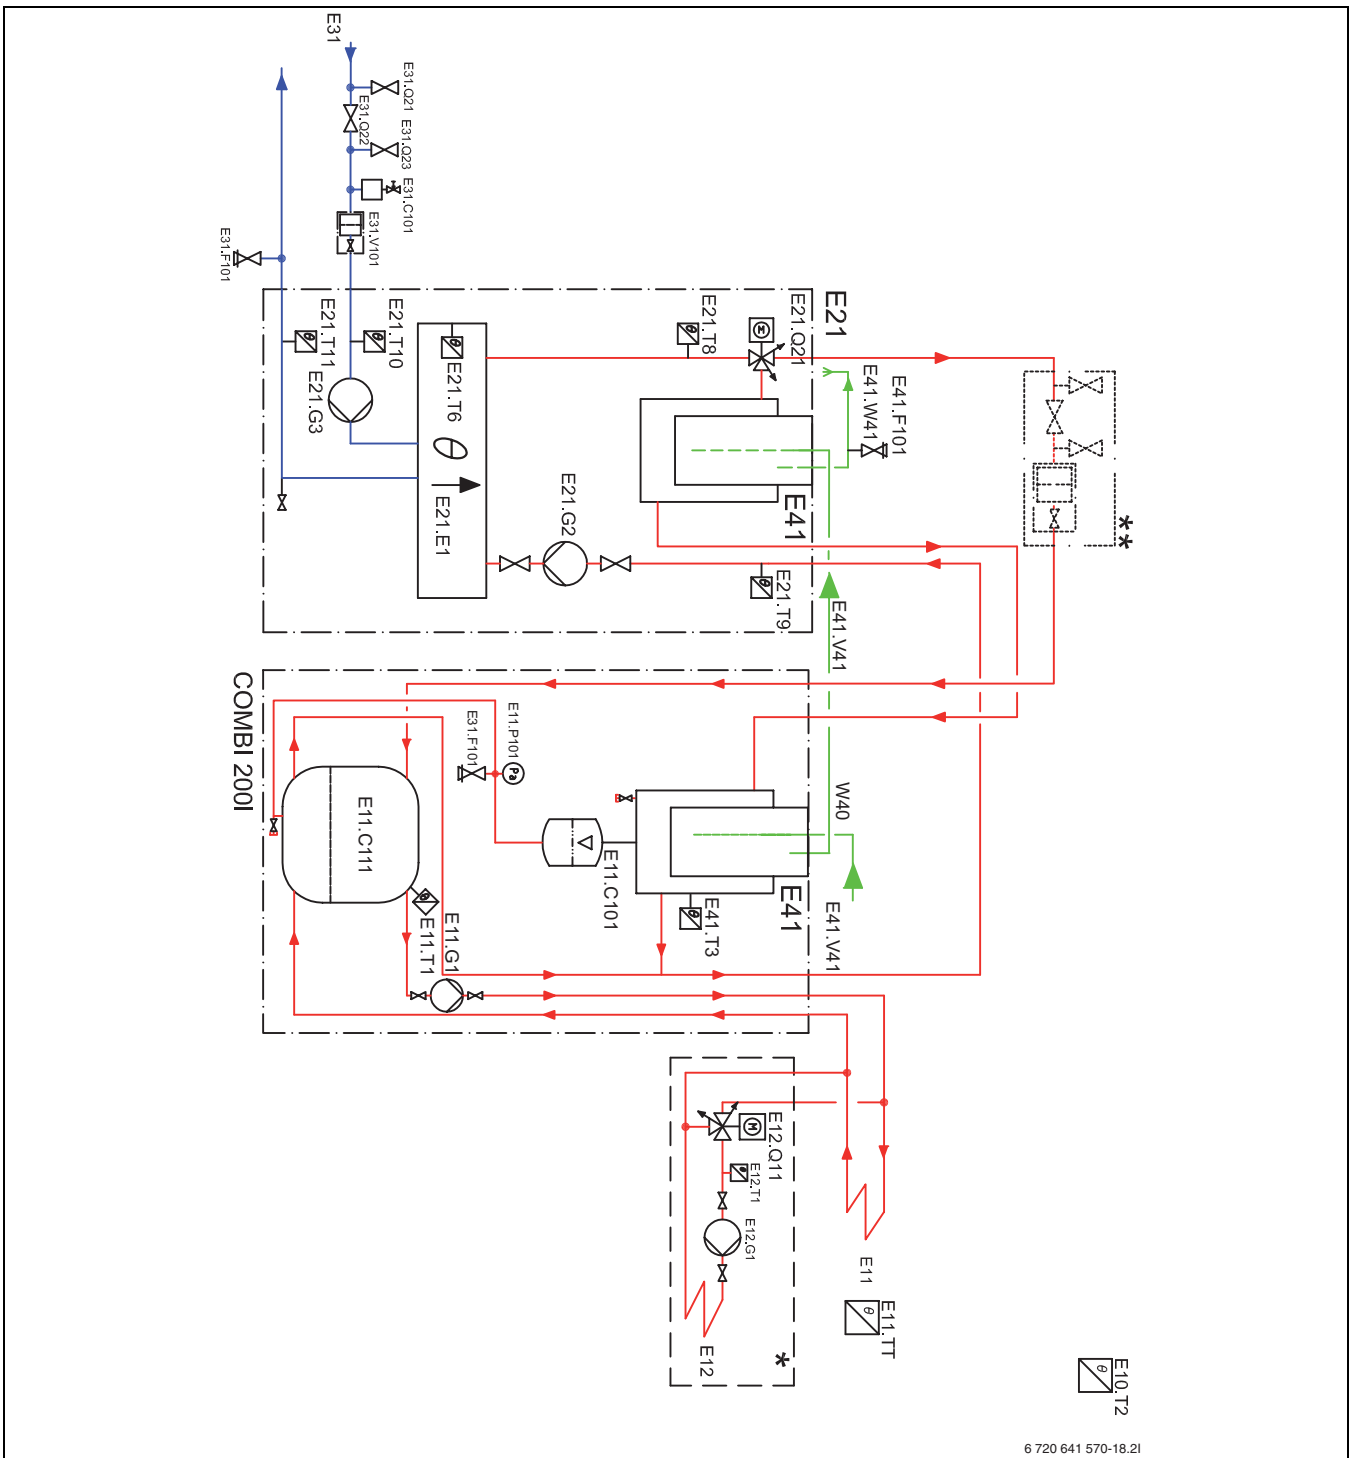 E31
E31.Q21
E31.Q22
E31.Q23
E31.C101
E31.V101
E31.F101
E21
E21.T11
E21.T10
E21.G3
E21.T6
E21.E1
E21.G2
E21.T8
E21.Q21
M
E41.W41
E41.F101
E41
E21.T9
E41.V41
**
COMBI 200l
E31.F101
E11.P101
Pa
E11.C111
E11.C101
W40
E41
E41.T3
E41.V41
E11.T1
E11.G1
M
E12.Q11
E12.T1
E12.G1
E12
*
E11
E11.TT
θ
E10.T2
θ
6 720 641 570-18.2I